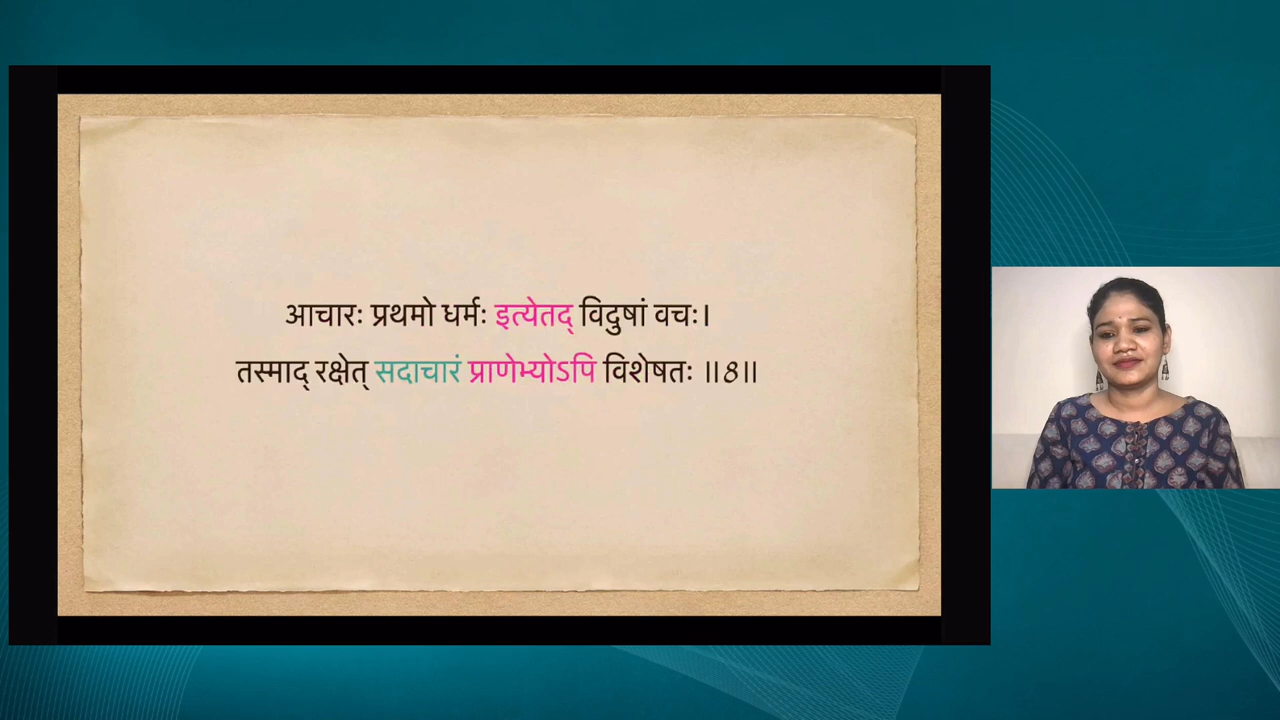 आचारः प्रथमो धर्मः इत्येतद् विदुषां वचः।
तस्माद् रक्षेत् सदाचारं प्राणेभ्योऽपि विशेषतः ॥8॥